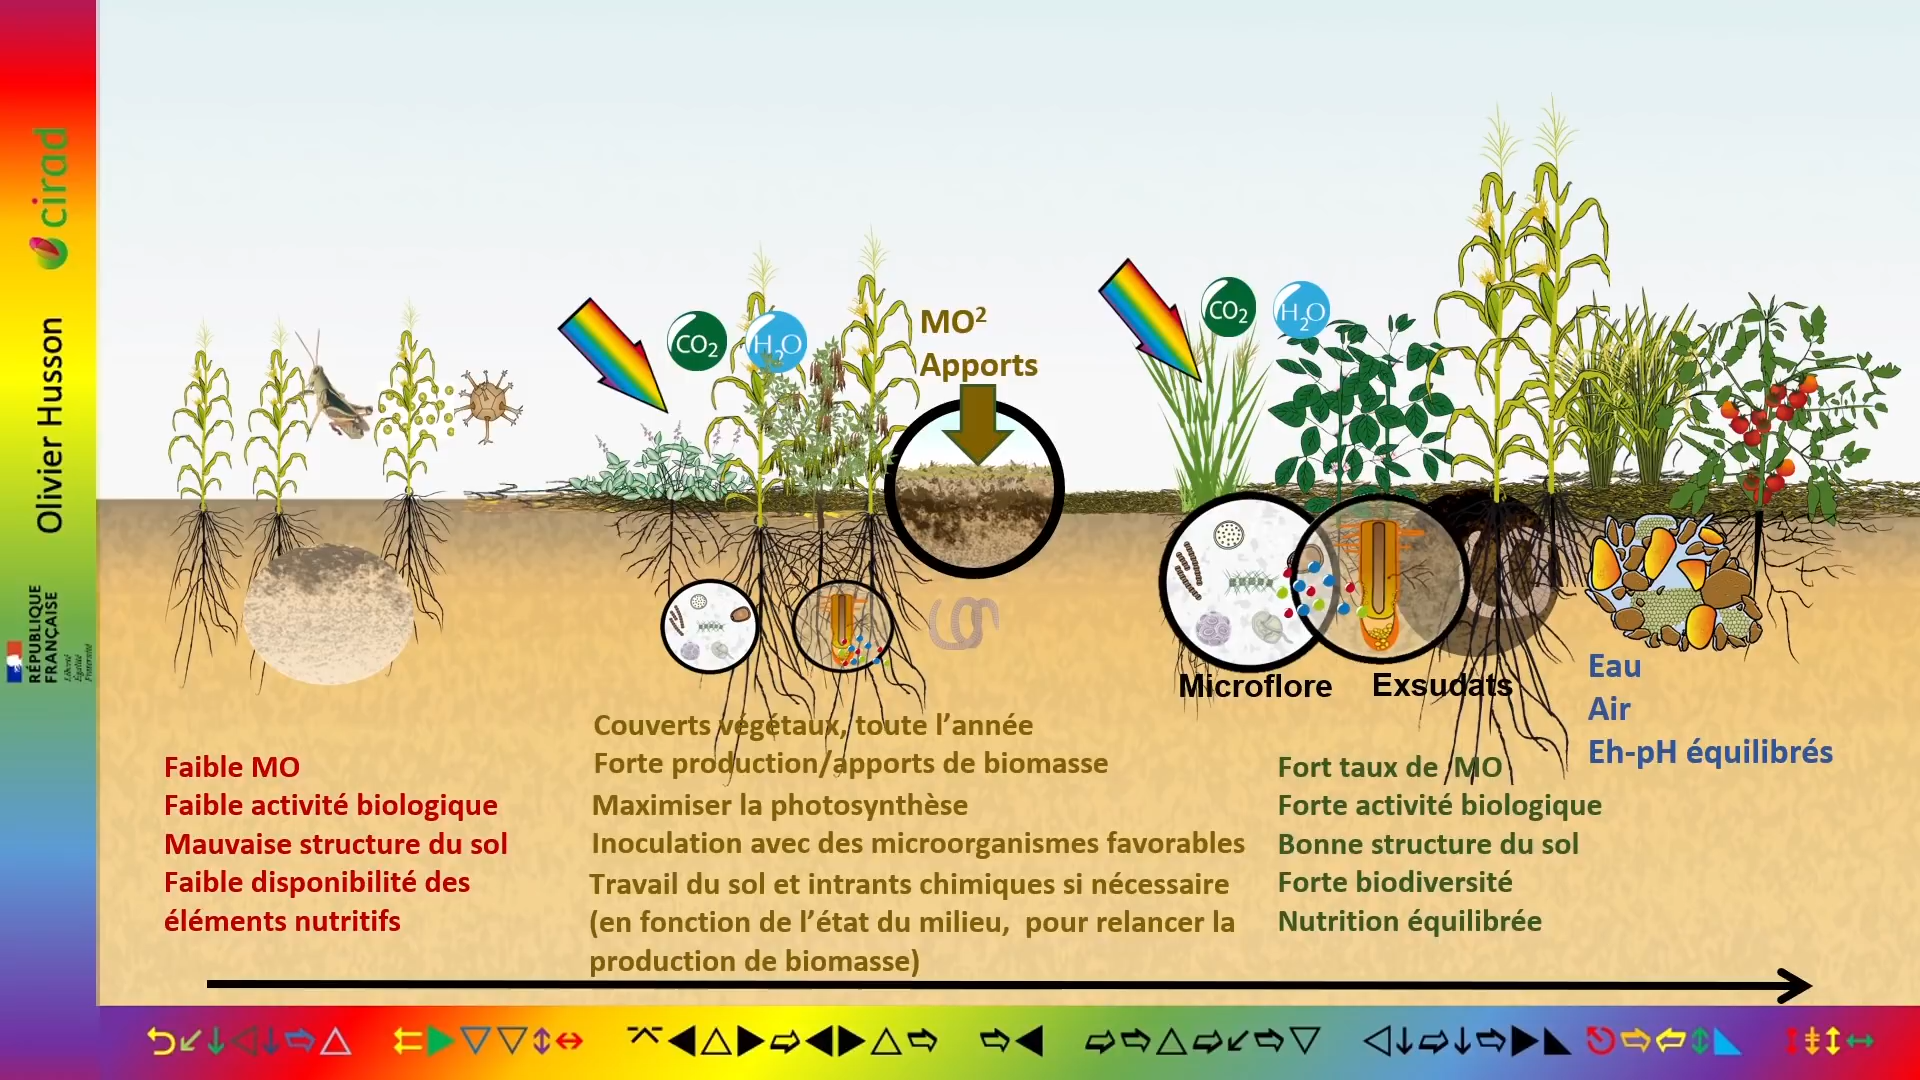 cirad
Olivier Husson
RÉPUBLIQUE
FRANÇAISE
Liberté
Égalité
Fraternité
CO2
H2O
MO²
Apports
CO2
H2O
Microflore
Exsudats
Eau
Air
Eh-pH équilibrés
Faible MO
Faible activité biologique
Mauvaise structure du sol
Faible disponibilité des
éléments nutritifs
Couverts végétaux, toute l’année
Forte production/apports de biomasse
Maximiser la photosynthèse
Inoculation avec des microorganismes favorables
Travail du sol et intrants chimiques si nécessaire
(en fonction de l’état du milieu, pour relancer la
production de biomasse)
Fort taux de MO
Forte activité biologique
Bonne structure du sol
Forte biodiversité
Nutrition équilibrée